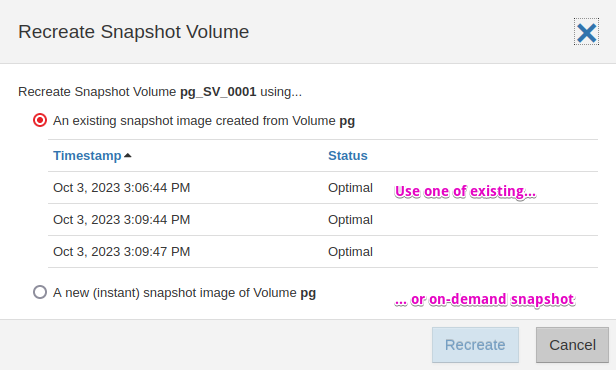 Recreate Snapshot Volume
Recreate Snapshot Volume pg_SV_0001 using...
An existing snapshot image created from Volume pg
Timestamp Status
Oct 3, 2023 3:06:44 PM Optimal Use one of existing...
Oct 3, 2023 3:09:44 PM Optimal
Oct 3, 2023 3:09:47 PM Optimal
A new (instant) snapshot image of Volume pg ... or on-demand snapshot
Recreate Cancel